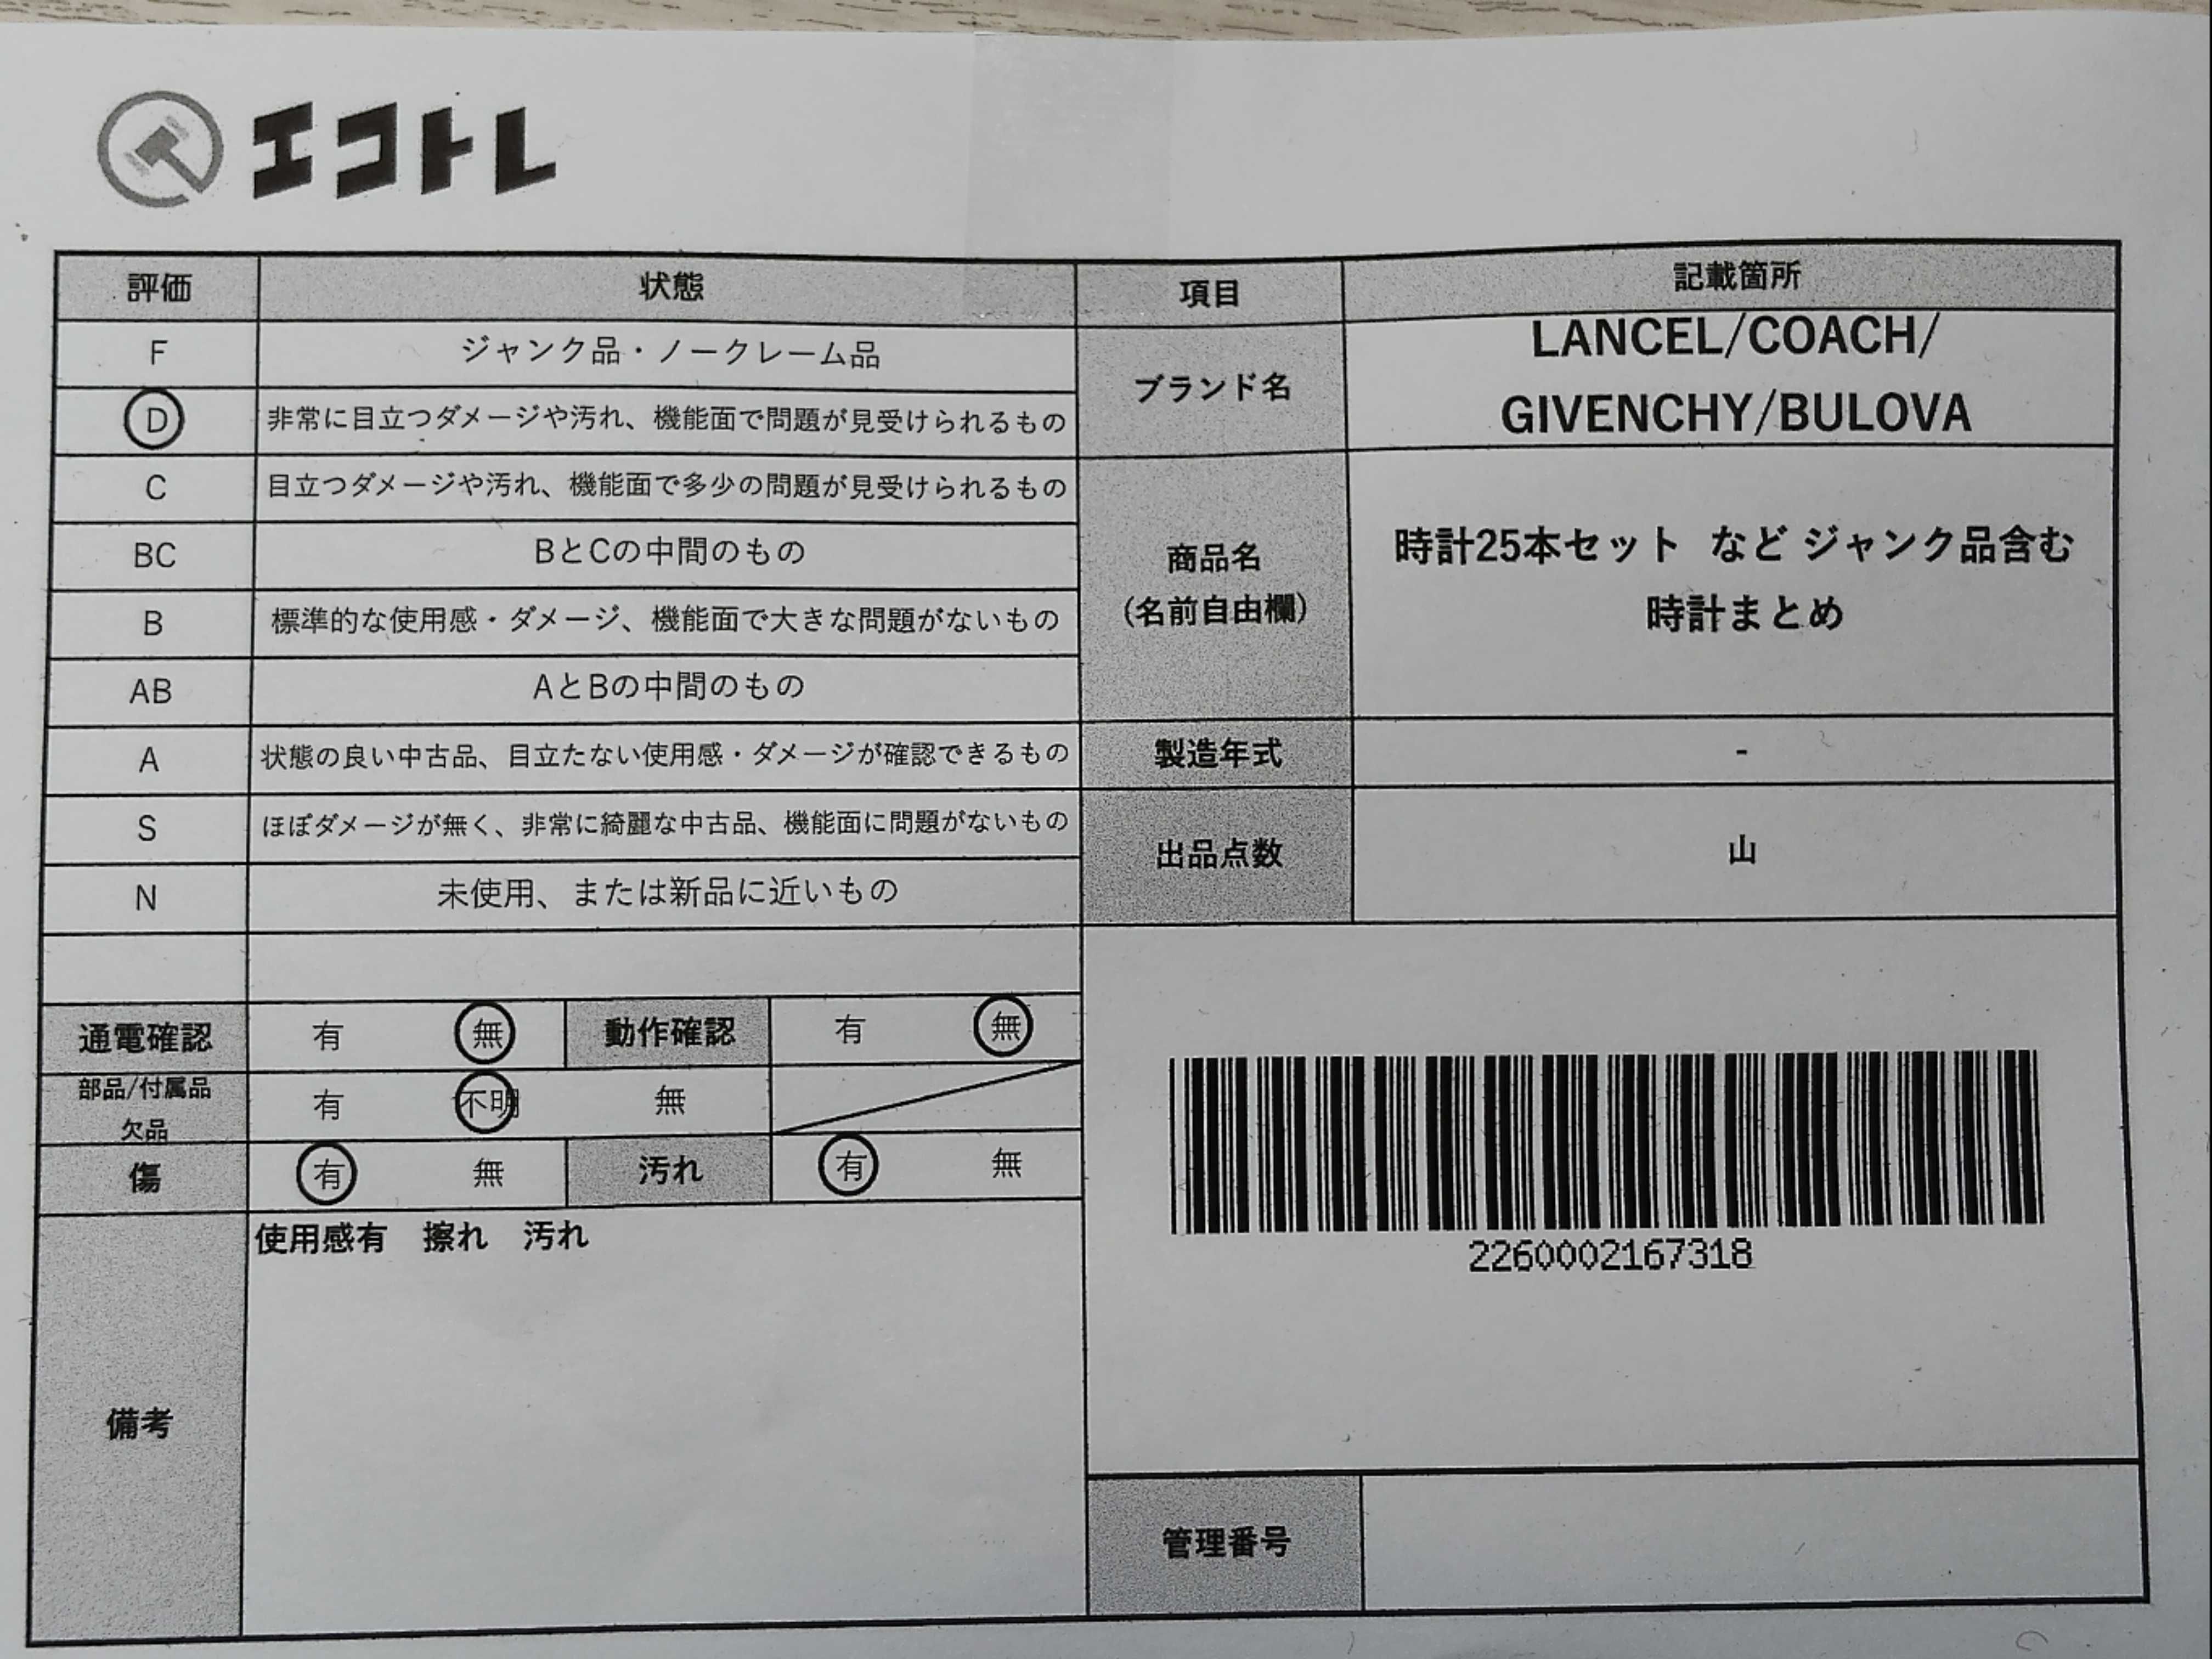 エコトレ
評価 状態 項目 記載箇所
F ジャンク品・ノークレーム品
D 非常に目立つダメージや汚れ、機能面で問題が見受けられるもの
C 目立つダメージや汚れ、機能面で多少の問題が見受けられるもの
BC BとCの中間のもの
B 標準的な使用感・ダメージ、機能面で大きな問題がないもの
AB AとBの中間のもの
A 状態の良い中古品、目立たない使用感・ダメージが確認できるもの
S ほぼダメージが無く、非常に綺麗な中古品、機能面に問題がないもの
N 未使用、または新品に近いもの
ブランド名
LANCEL/COACH/
GIVENCHY/BULOVA
商品名
(名前自由欄)
時計25本セット など ジャンク品含む
時計まとめ
製造年式 -
出品点数 山
通電確認 有 無 動作確認 有 無
部品/付属品
欠品
有 不明 無
傷 有 無 汚れ 有 無
備考
使用感有 擦れ 汚れ
2260002167318
管理番号